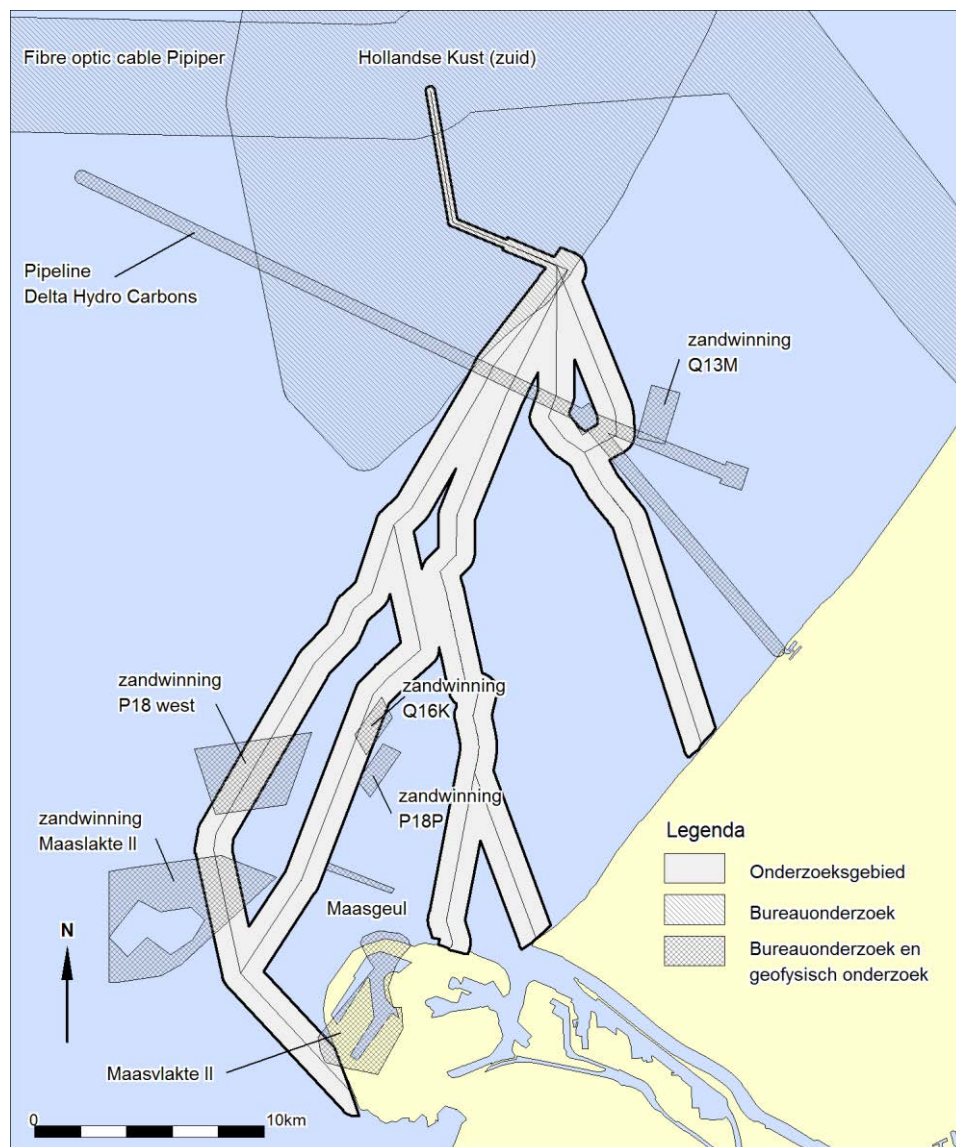 Fibre optic cable Pipiper
Hollandse Kust (zuid)
Pipeline
Delta Hydro Carbons
zandwinning
Q13M
zandwinning
P18 west
zandwinning
Q16K
zandwinning
P18P
zandwinning
Maaslakte II
Maasgeul
Maasvlakte II
N
0
10km
Legenda
Onderzoeksgebied
Bureauonderzoek
Bureauonderzoek en
geofysisch onderzoek